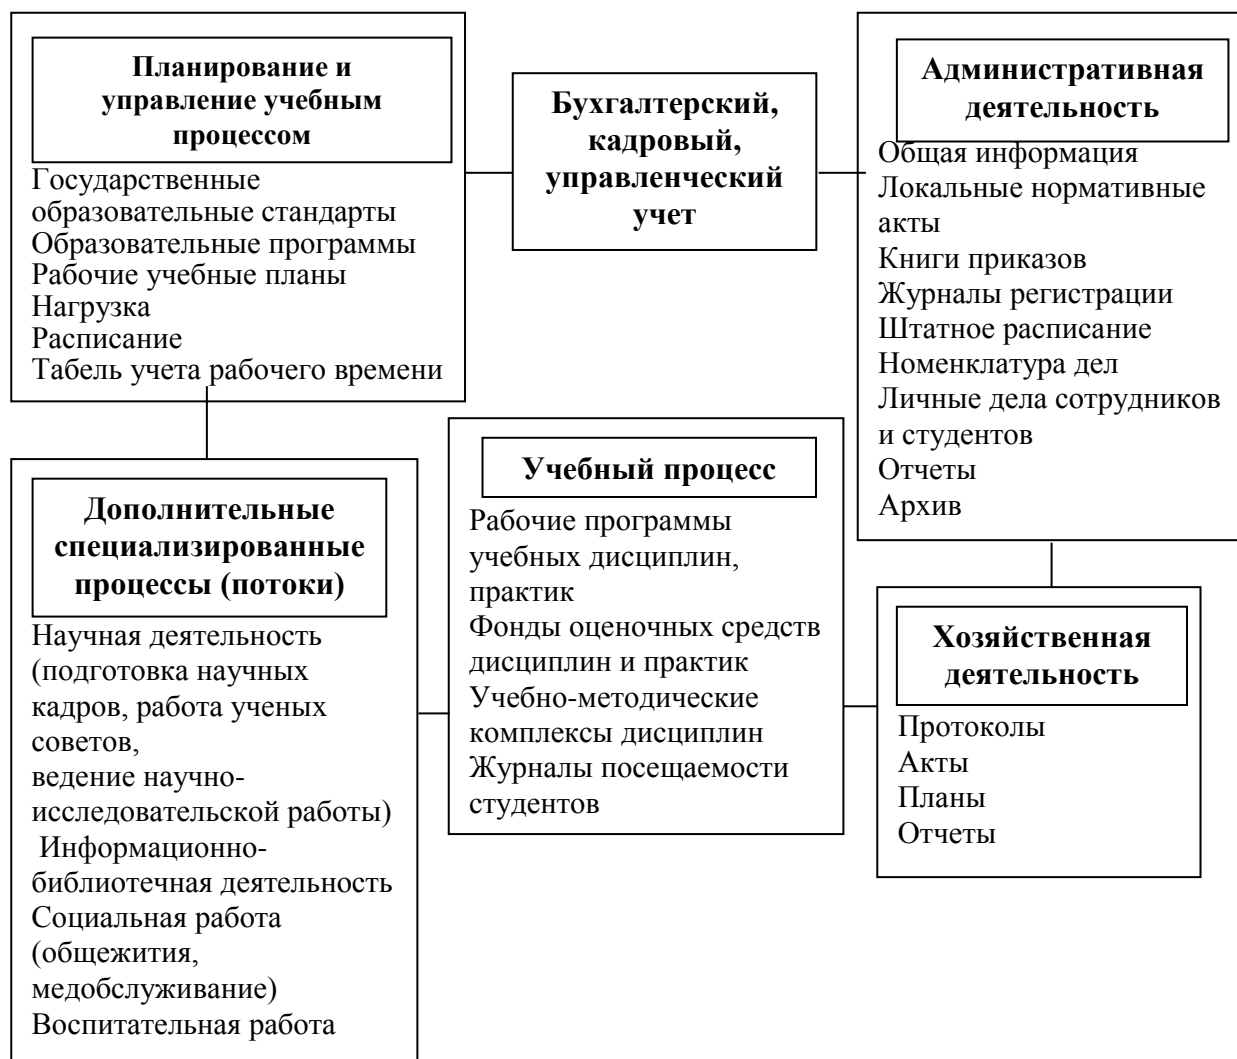 Планирование и
управление учебным
процессом
Государственные
образовательные стандарты
Образовательные программы
Рабочие учебные планы
Нагрузка
Расписание
Табель учета рабочего времени
Бухгалтерский,
кадровый,
управленческий
учет
Административная
деятельность
Общая информация
Локальные нормативные
акты
Книги приказов
Журналы регистрации
Штатное расписание
Номенклатура дел
Личные дела сотрудников
и студентов
Отчеты
Архив
Дополнительные
специализированные
процессы (потоки)
Научная деятельность
(подготовка научных
кадров, работа ученых
советов,
ведение научно-
исследовательской работы)
Информационно-
библиотечная деятельность
Социальная работа
(общежития,
медобслуживание)
Воспитательная работа
Учебный процесс
Рабочие программы
учебных дисциплин,
практик
Фонды оценочных средств
дисциплин и практик
Учебно-методические
комплексы дисциплин
Журналы посещаемости
студентов
Хозяйственная
деятельность
Протоколы
Акты
Планы
Отчеты